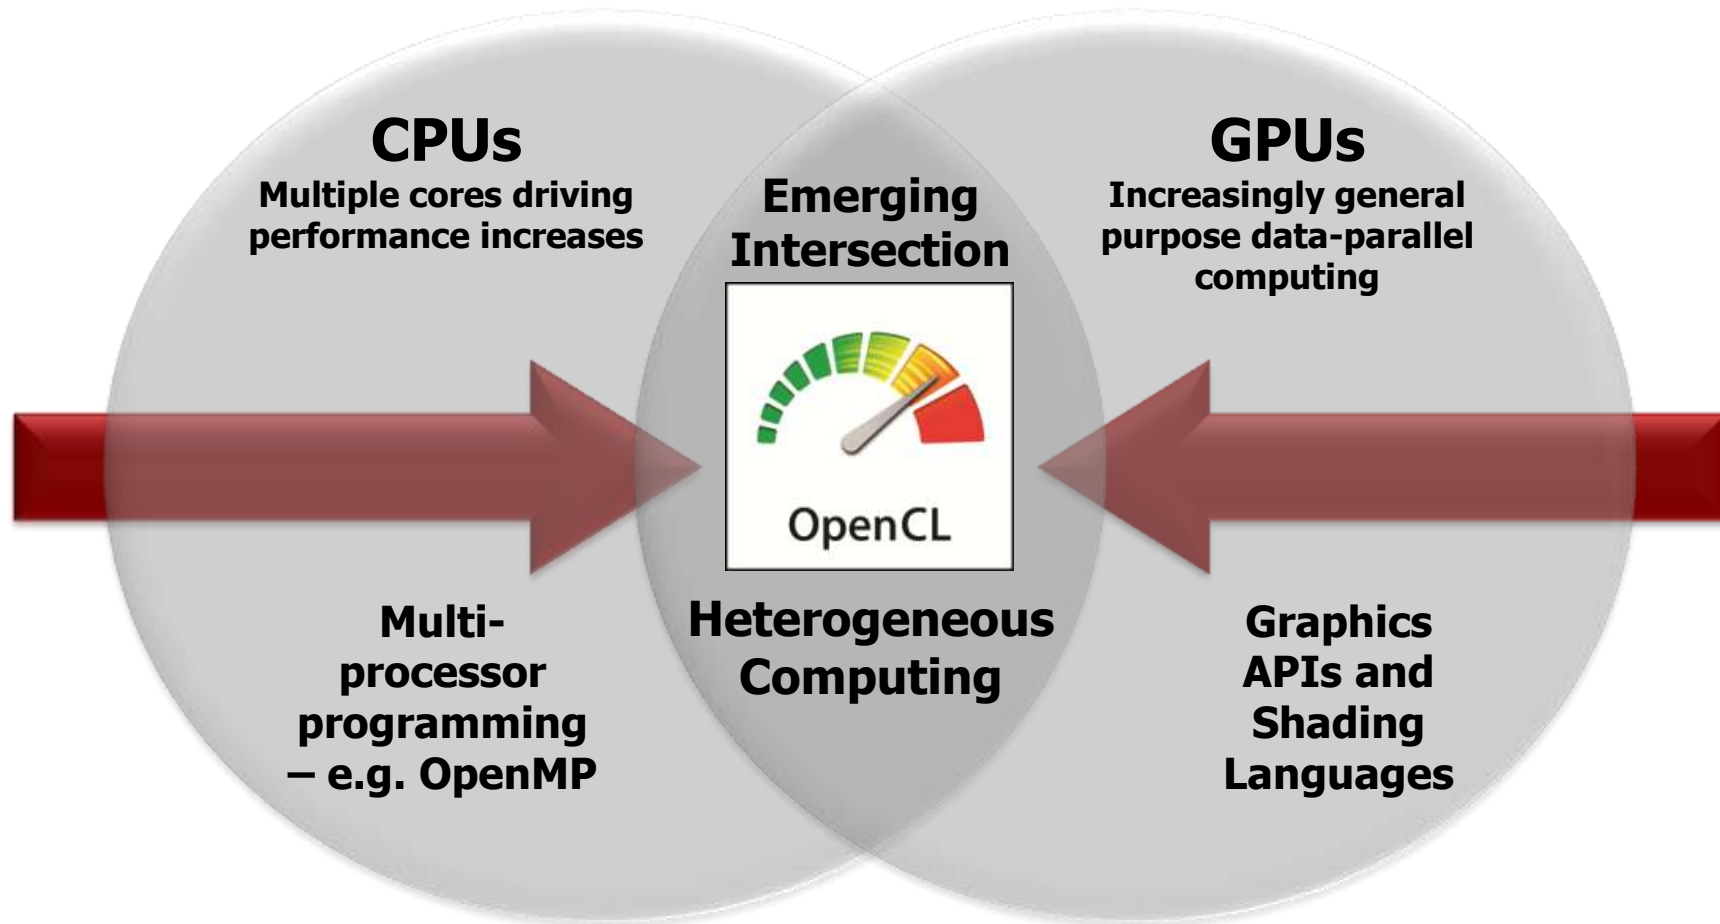 CPUs
Multiple cores driving
performance increases
Multi-
processor
programming
– e.g. OpenMP
Emerging
Intersection
OpenCL
Heterogeneous
Computing
GPUs
Increasingly general
purpose data-parallel
computing
Graphics
APIs and
Shading
Languages